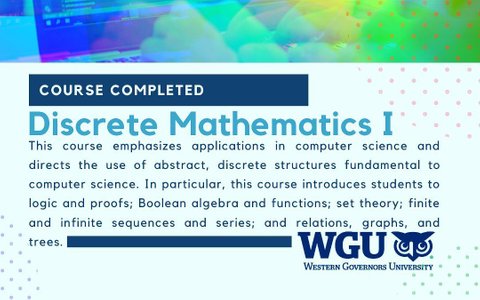 COURSE COMPLETED
Discrete Mathematics I
This course emphasizes applications in computer science and
directs the use of abstract, discrete structures fundamental to
computer science. In particular, this course introduces students to
logic and proofs; Boolean algebra and functions; set theory; finite
and infinite sequences and series; and relations, graphs, and
trees.
WGU
WESTERN GOVERNORS UNIVERSITY